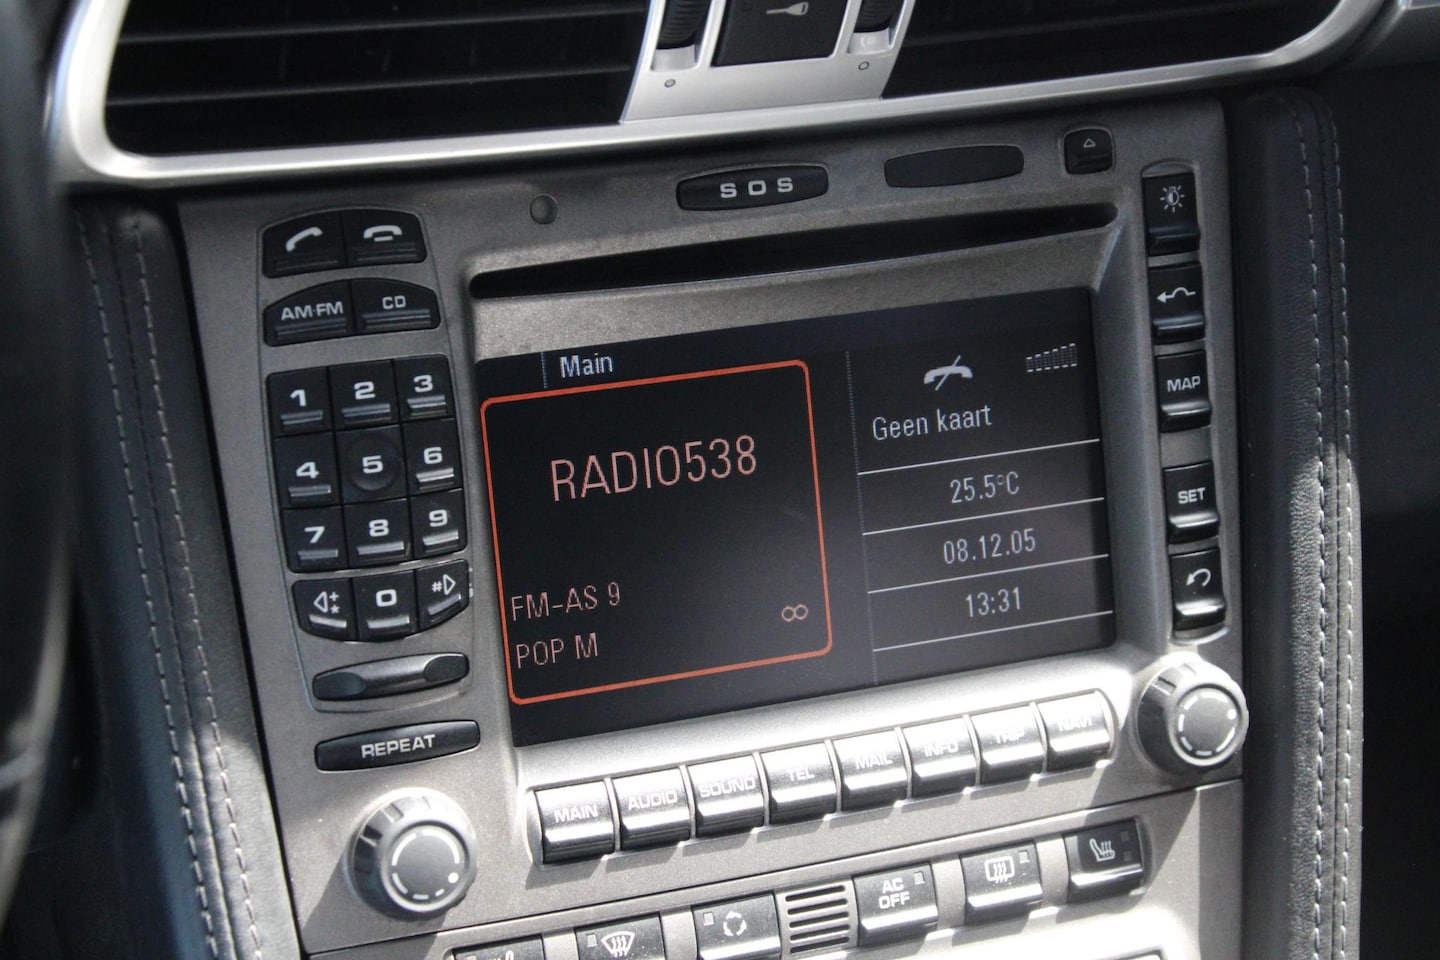 SOS
AM·FM
CD
1 2 3
4 5 6
7 8 9
* 0 #
REPEAT
Main
RADIO538
FM-AS 9
POP M
Geen kaart
25.5°C
08.12.05
13:31
MAP
SET
MAIN AUDIO SOUND TEL MAIL INFO TRIP NAVI
AC
OFF